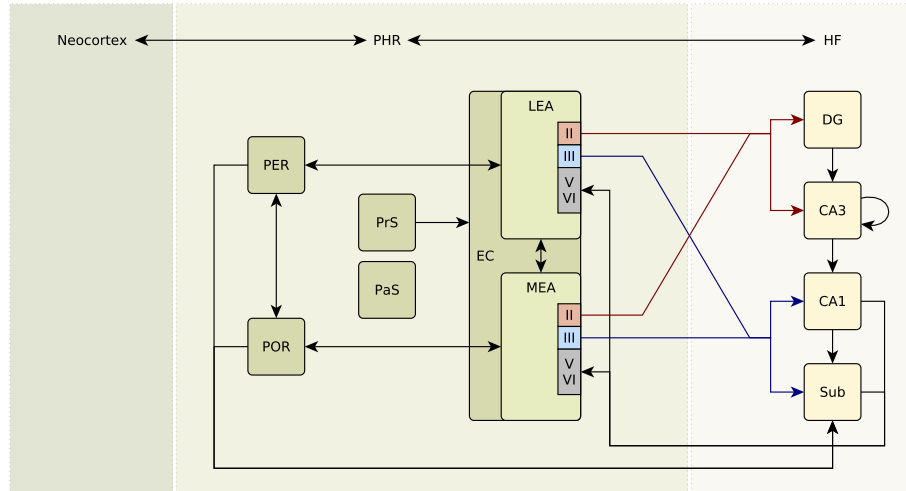 Neocortex
PHR
HF
LEA
DG
II
III
PER
V
VI
CA3
PrS
EC
PaS
MEA
CA1
II
III
POR
V
VI
Sub